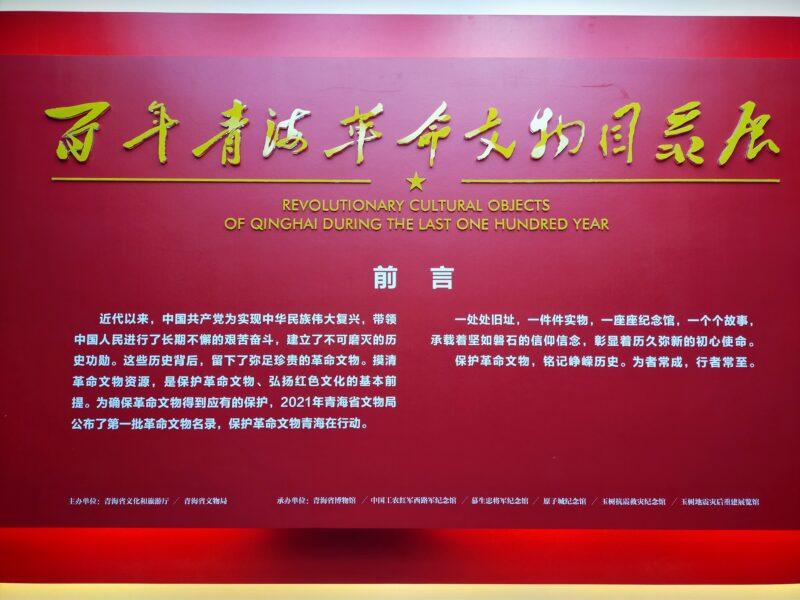 百年青海革命文物目录展
REVOLUTIONARY CULTURAL OBJECTS
OF QINGHAI DURING THE LAST ONE HUNDRED YEAR
前 言
近代以来，中国共产党为实现中华民族伟大复兴，带领
中国人民进行了长期不懈的艰苦奋斗，建立了不可磨灭的历
史功勋。这些历史背后，留下了弥足珍贵的革命文物。摸清
革命文物资源，是保护革命文物、弘扬红色文化的基本前
提。为确保革命文物得到应有的保护，2021年青海省文物局
公布了第一批革命文物名录，保护革命文物青海在行动。
一处处旧址，一件件实物，一座座纪念馆，一个个故事，
承载着坚如磐石的信仰信念，彰显着历久弥新的初心使命。
保护革命文物，铭记峥嵘历史。为者常成，行者常至。
主办单位：青海省文化和旅游厅 / 青海省文物局
承办单位：青海省博物馆 / 中国工农红军西路军纪念馆 / 慕生忠将军纪念馆 / 原子城纪念馆 / 玉树抗震救灾纪念馆 / 玉树地震灾后重建展览馆